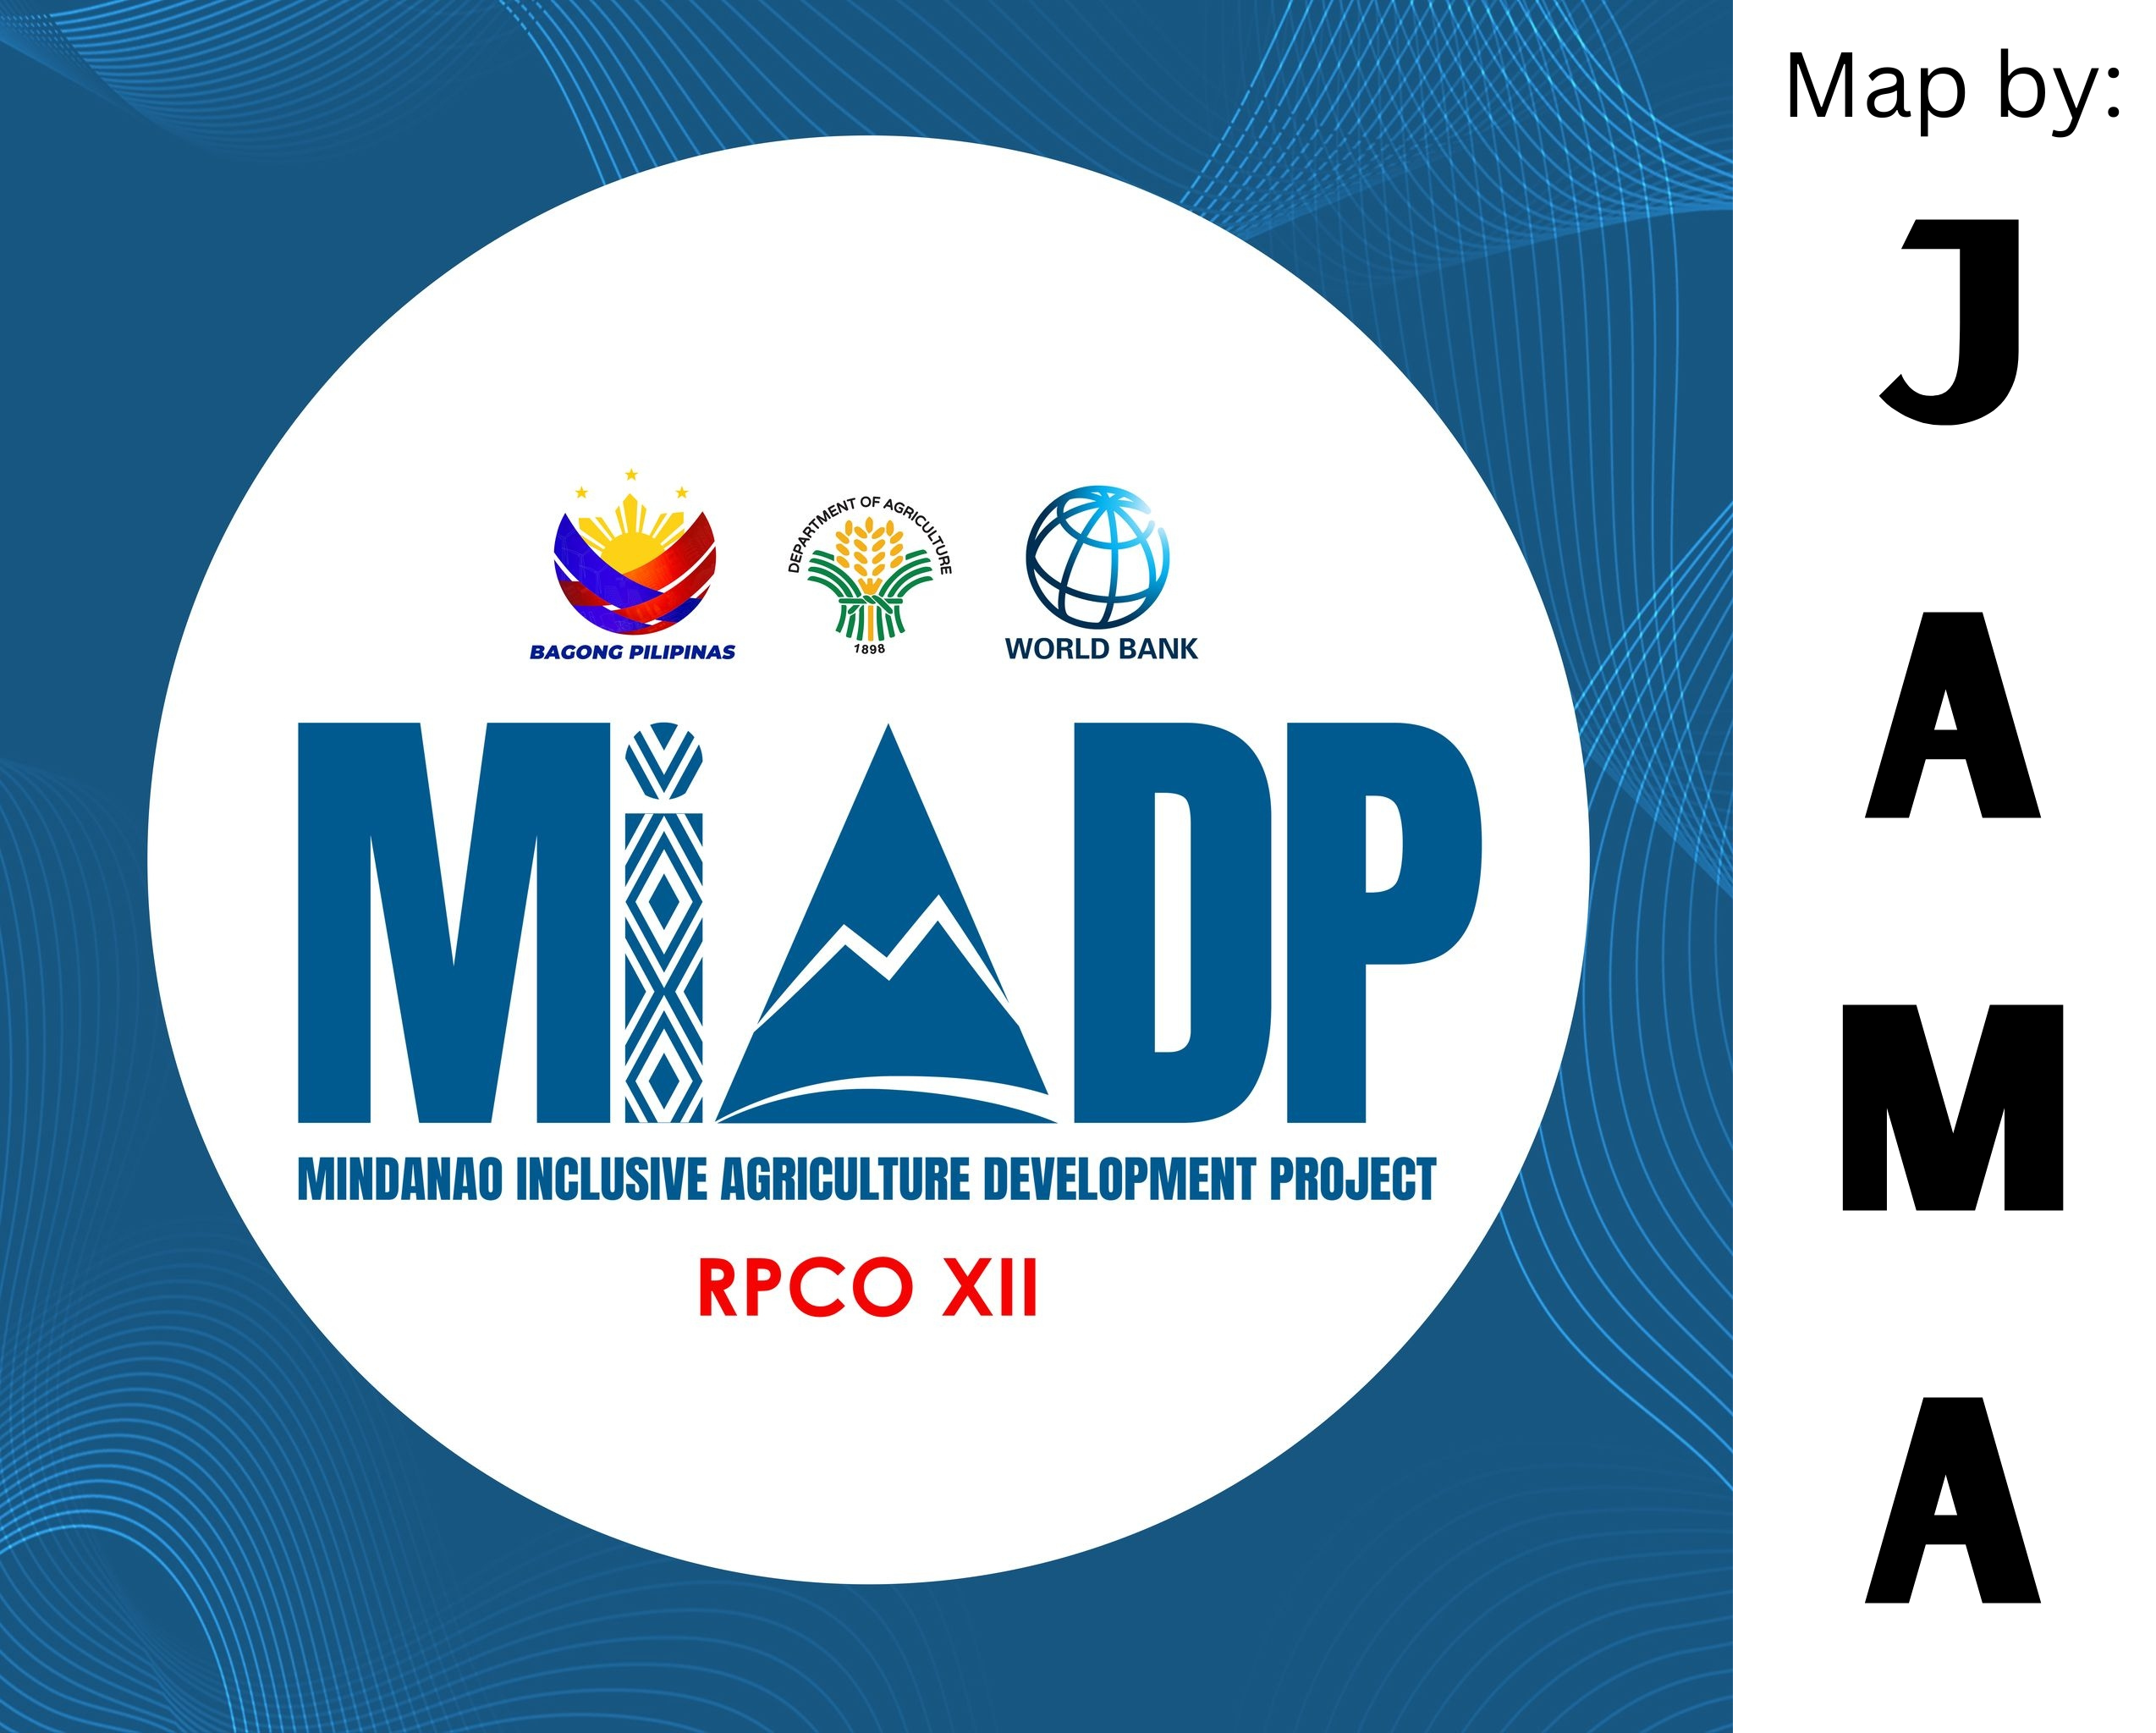 BAGONG PILIPINAS
DEPARTMENT OF AGRICULTURE
1898
WORLD BANK
MiADP
MINDANAO INCLUSIVE AGRICULTURE DEVELOPMENT PROJECT
RPCO XII
Map by:
J
A
M
A